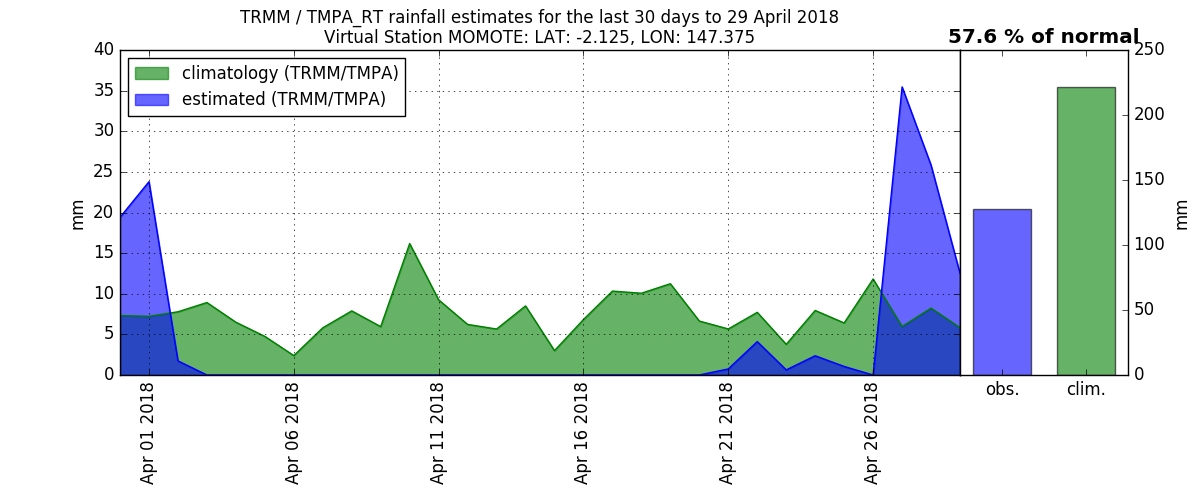 TRMM / TMPA_RT rainfall estimates for the last 30 days to 29 April 2018
Virtual Station MOMOTE: LAT: -2.125, LON: 147.375
57.6 % of normal
climatology (TRMM/TMPA)
estimated (TRMM/TMPA)
40
35
30
25
20
15
10
5
0
mm
Apr 01 2018
Apr 06 2018
Apr 11 2018
Apr 16 2018
Apr 21 2018
Apr 26 2018
obs.
clim.
250
200
150
100
50
0
mm